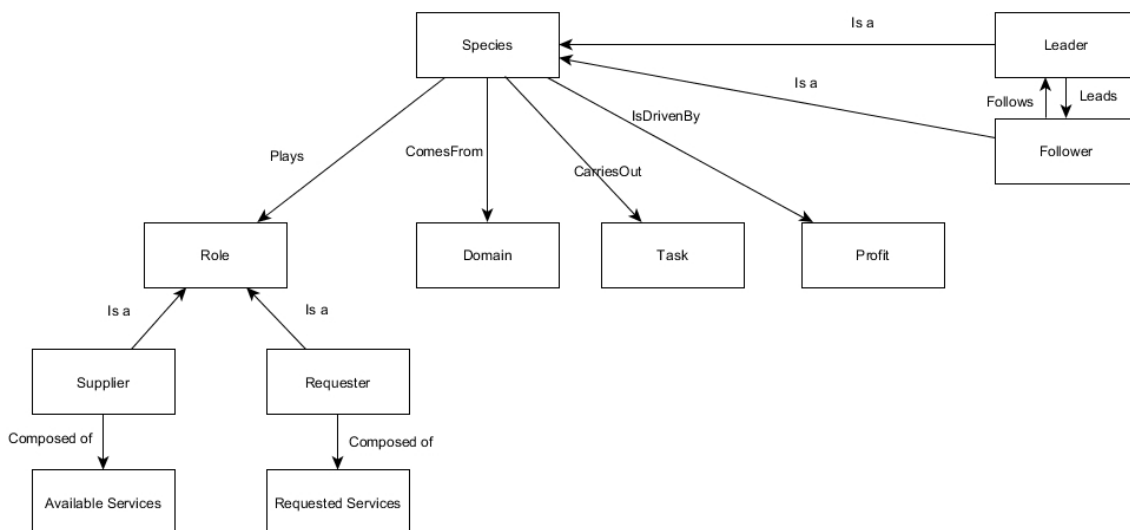 Is a
Species
Leader
Is a
Follows
Leads
IsDrivenBy
Follower
Plays
ComesFrom
CarriesOut
Role
Domain
Task
Profit
Is a
Is a
Supplier
Requester
Composed of
Composed of
Available Services
Requested Services